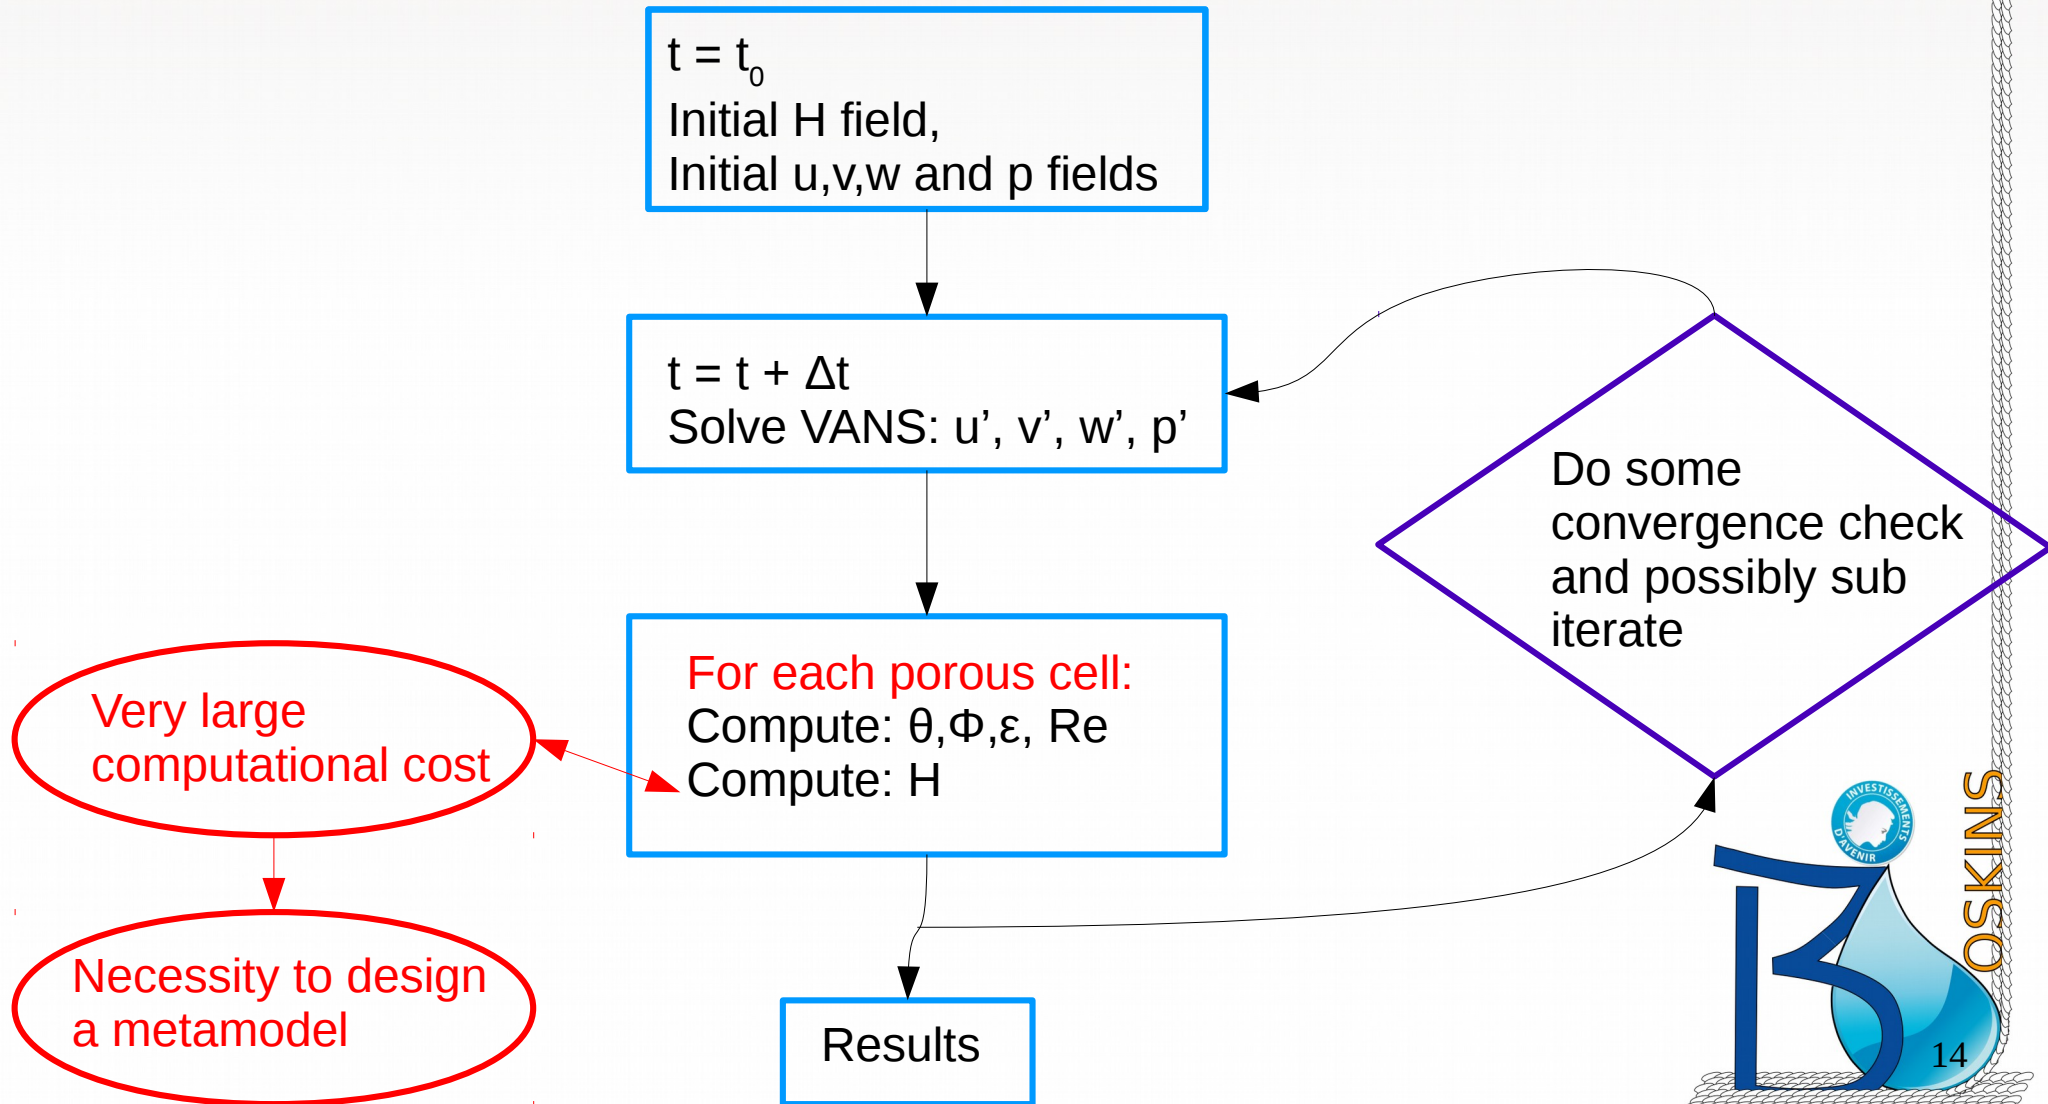 t = t0
Initial H field,
Initial u,v,w and p fields
t = t + Δt
Solve VANS: u’, v’, w’, p’
Do some
convergence check
and possibly sub
iterate
For each porous cell:
Compute: θ,Φ,ε, Re
Compute: H
Very large
computational cost
Necessity to design
a metamodel
Results
INVESTISSEMENTS
D'AVENIR
OSKINS
14